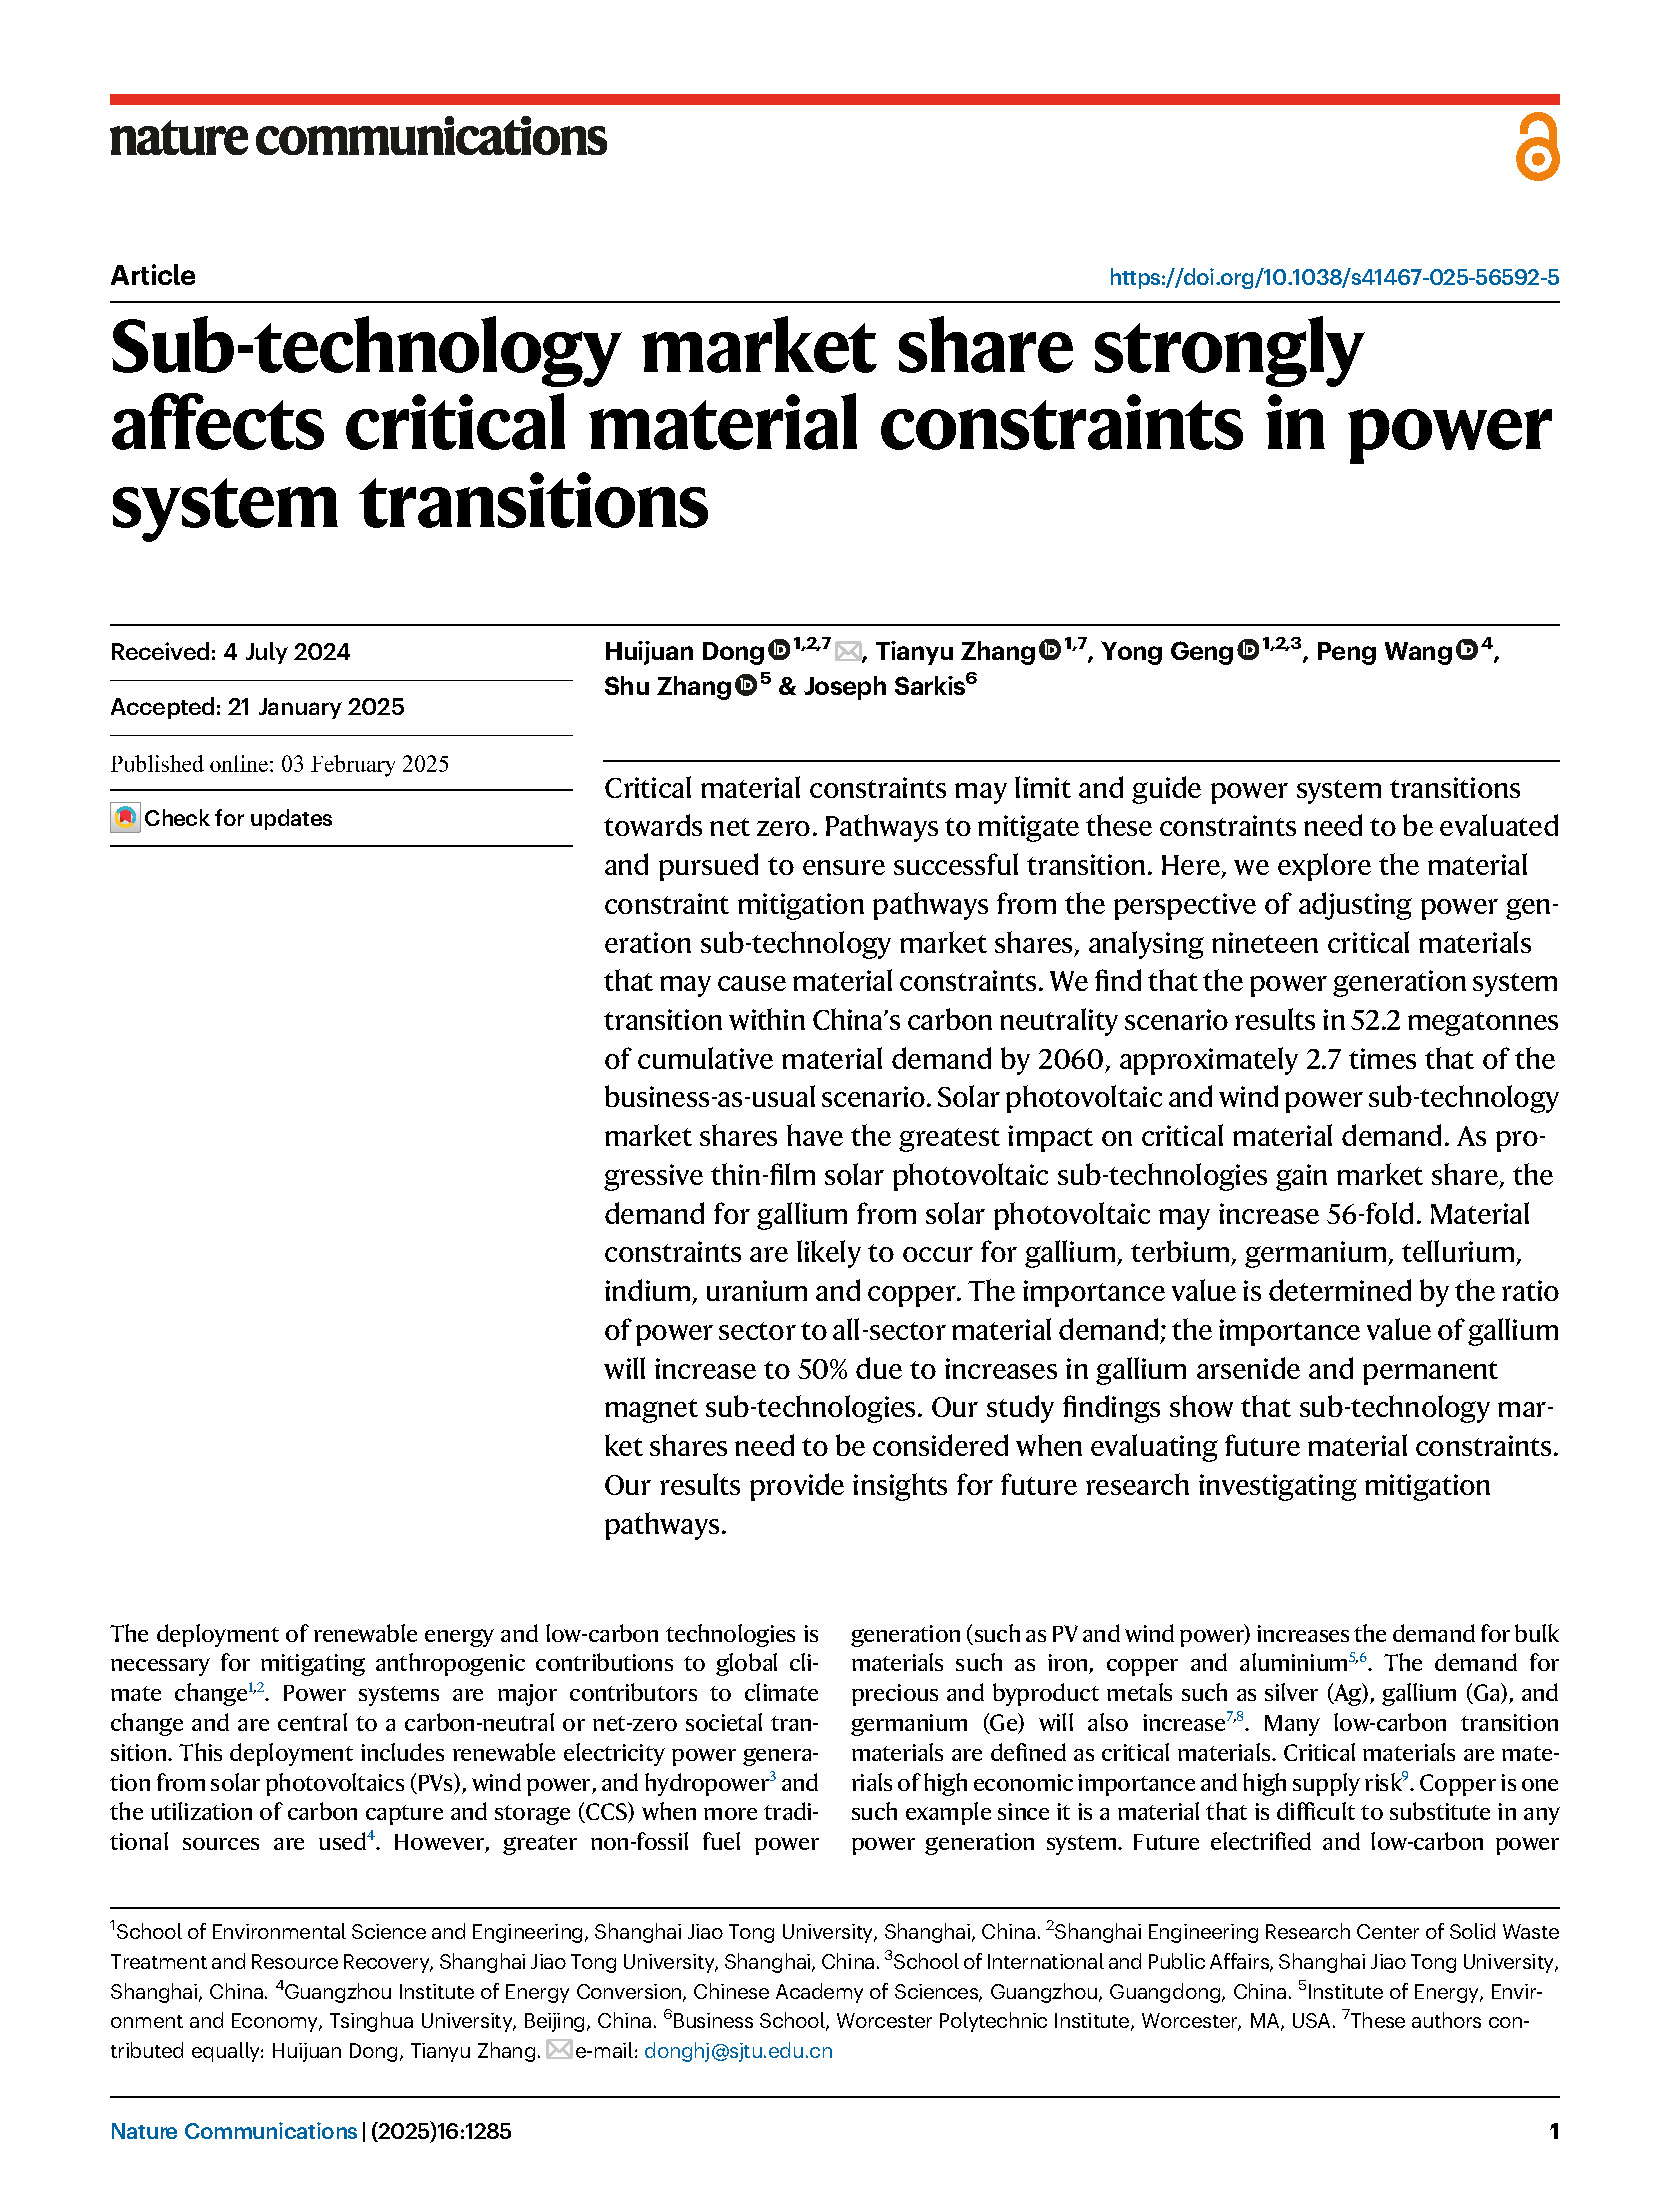 nature communications
Article
https://doi.org/10.1038/s41467-025-56592-5
Sub-technology market share strongly
affects critical material constraints in power
system transitions
Received: 4 July 2024
Accepted: 21 January 2025
Published online: 03 February 2025
Check for updates
Huijuan Dong 1,2,7, Tianyu Zhang 1,7, Yong Geng 1,2,3, Peng Wang 4,
Shu Zhang 5 & Joseph Sarkis6
Critical material constraints may limit and guide power system transitions
towards net zero. Pathways to mitigate these constraints need to be evaluated
and pursued to ensure successful transition. Here, we explore the material
constraint mitigation pathways from the perspective of adjusting power gen-
eration sub-technology market shares, analysing nineteen critical materials
that may cause material constraints. We find that the power generation system
transition within China's carbon neutrality scenario results in 52.2 megatonnes
of cumulative material demand by 2060, approximately 2.7 times that of the
business-as-usual scenario. Solar photovoltaic and wind power sub-technology
market shares have the greatest impact on critical material demand. As pro-
gressive thin-film solar photovoltaic sub-technologies gain market share, the
demand for gallium from solar photovoltaic may increase 56-fold. Material
constraints are likely to occur for gallium, terbium, germanium, tellurium,
indium, uranium and copper. The importance value is determined by the ratio
of power sector to all-sector material demand; the importance value of gallium
will increase to 50% due to increases in gallium arsenide and permanent
magnet sub-technologies. Our study findings show that sub-technology mar-
ket shares need to be considered when evaluating future material constraints.
Our results provide insights for future research investigating mitigation
pathways.
The deployment of renewable energy and low-carbon technologies is
necessary for mitigating anthropogenic contributions to global cli-
mate change1,2. Power systems are major contributors to climate
change and are central to a carbon-neutral or net-zero societal tran-
sition. This deployment includes renewable electricity power genera-
tion from solar photovoltaics (PVs), wind power, and hydropower3 and
the utilization of carbon capture and storage (CCS) when more tradi-
tional sources are used4. However, greater non-fossil fuel power
generation (such as PV and wind power) increases the demand for bulk
materials such as iron, copper and aluminium5,6. The demand for
precious and byproduct metals such as silver (Ag), gallium (Ga), and
germanium (Ge) will also increase7,8. Many low-carbon transition
materials are defined as critical materials. Critical materials are mate-
rials of high economic importance and high supply risk9. Copper is one
such example since it is a material that is difficult to substitute in any
power generation system. Future electrified and low-carbon power
1School of Environmental Science and Engineering, Shanghai Jiao Tong University, Shanghai, China. 2Shanghai Engineering Research Center of Solid Waste
Treatment and Resource Recovery, Shanghai Jiao Tong University, Shanghai, China. 3School of International and Public Affairs, Shanghai Jiao Tong University,
Shanghai, China. 4Guangzhou Institute of Energy Conversion, Chinese Academy of Sciences, Guangzhou, Guangdong, China. 5Institute of Energy, Envir-
onment and Economy, Tsinghua University, Beijing, China. 6Business School, Worcester Polytechnic Institute, Worcester, MA, USA. 7These authors con-
tributed equally: Huijuan Dong, Tianyu Zhang. e-mail: donghj@sjtu.edu.cn
Nature Communications | (2025)16:1285
1